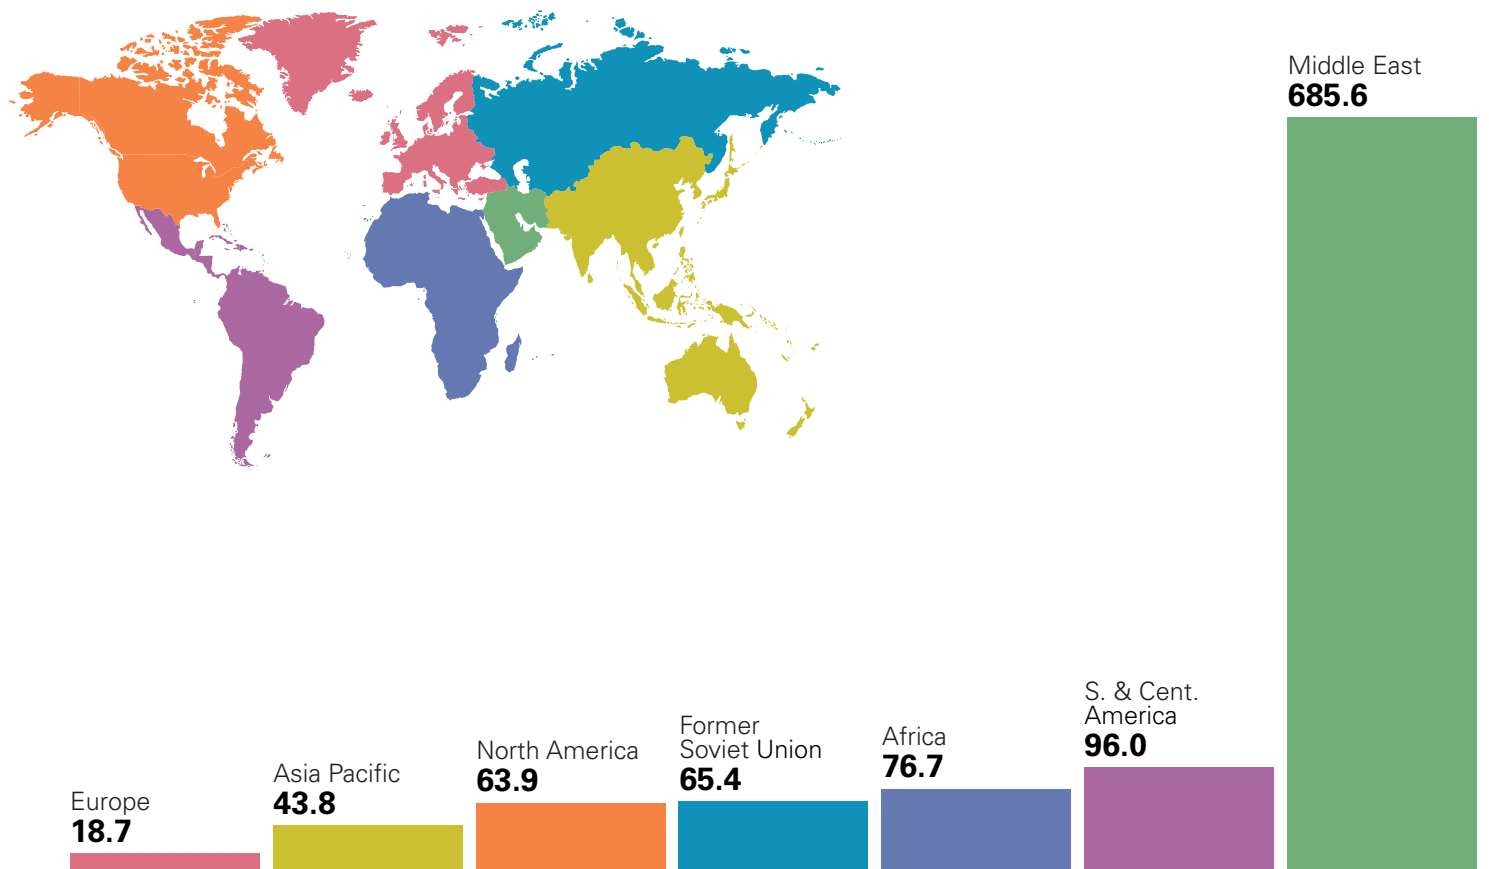 Europe
18.7
Asia Pacific
43.8
North America
63.9
Former
Soviet Union
65.4
Africa
76.7
S. & Cent.
America
96.0
Middle East
685.6